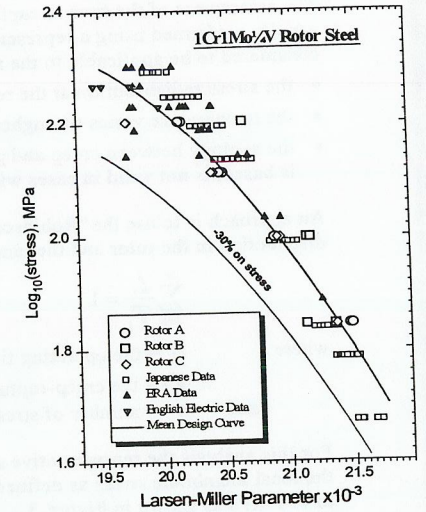 2.4
1Cr1Mo¼V Rotor Steel
2.2
2.0
Log10(stress), MPa
-30% on stress
Rotor A
Rotor B
Rotor C
Japanese Data
ERA Data
English Electric Data
Mean Design Curve
1.8
1.6
19.5 20.0 20.5 21.0 21.5
Larsen-Miller Parameter x10-3